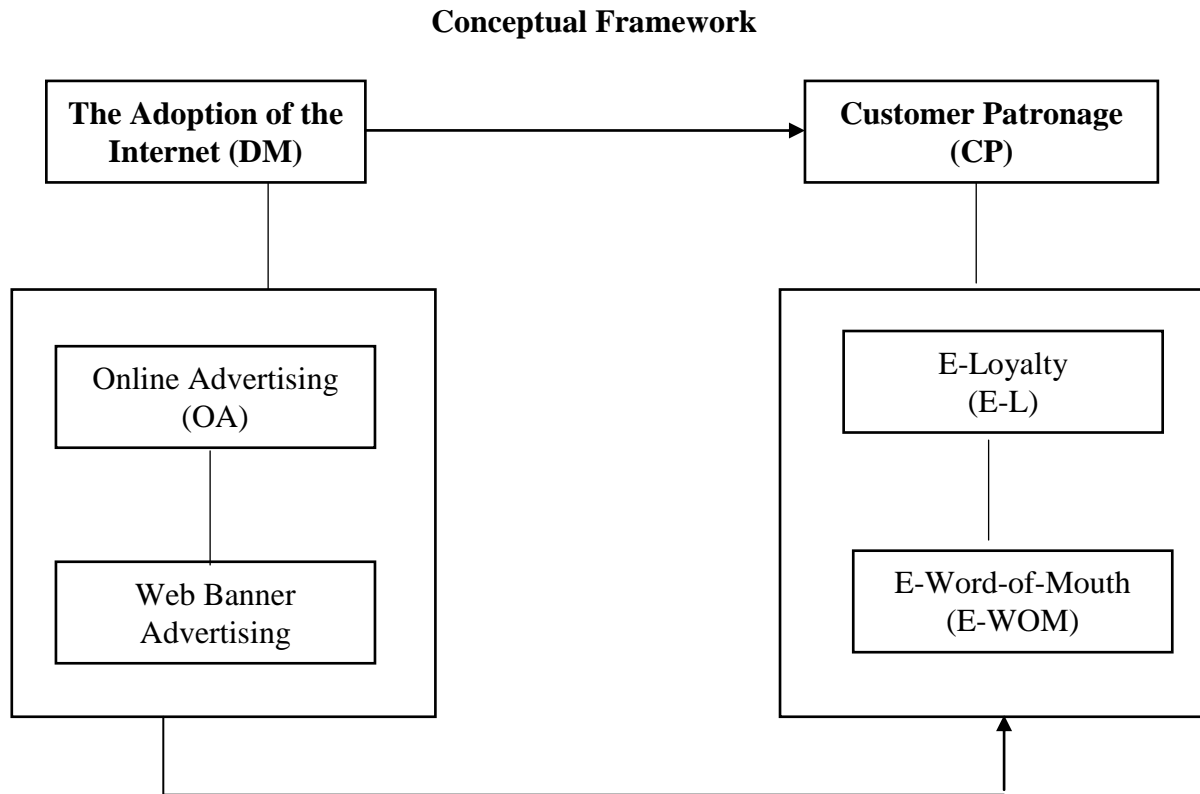 Conceptual Framework
The Adoption of the
Internet (DM)
Customer Patronage
(CP)
Online Advertising
(OA)
Web Banner
Advertising
E-Loyalty
(E-L)
E-Word-of-Mouth
(E-WOM)